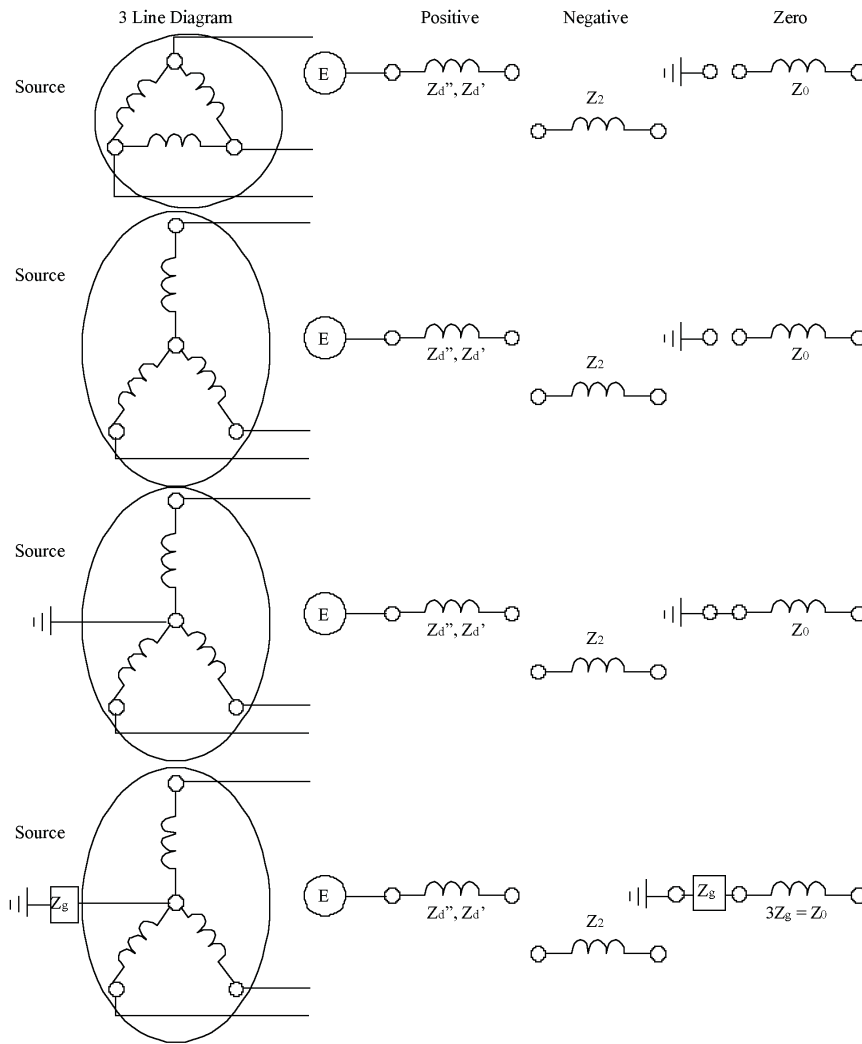 3 Line Diagram Positive Negative Zero
Source E Zd'', Zd' Z2 Z0
Source E Zd'', Zd' Z2 Z0
Source E Zd'', Zd' Z2 Z0
Source Zg E Zd'', Zd' Z2 Zg 3Zg = Z0